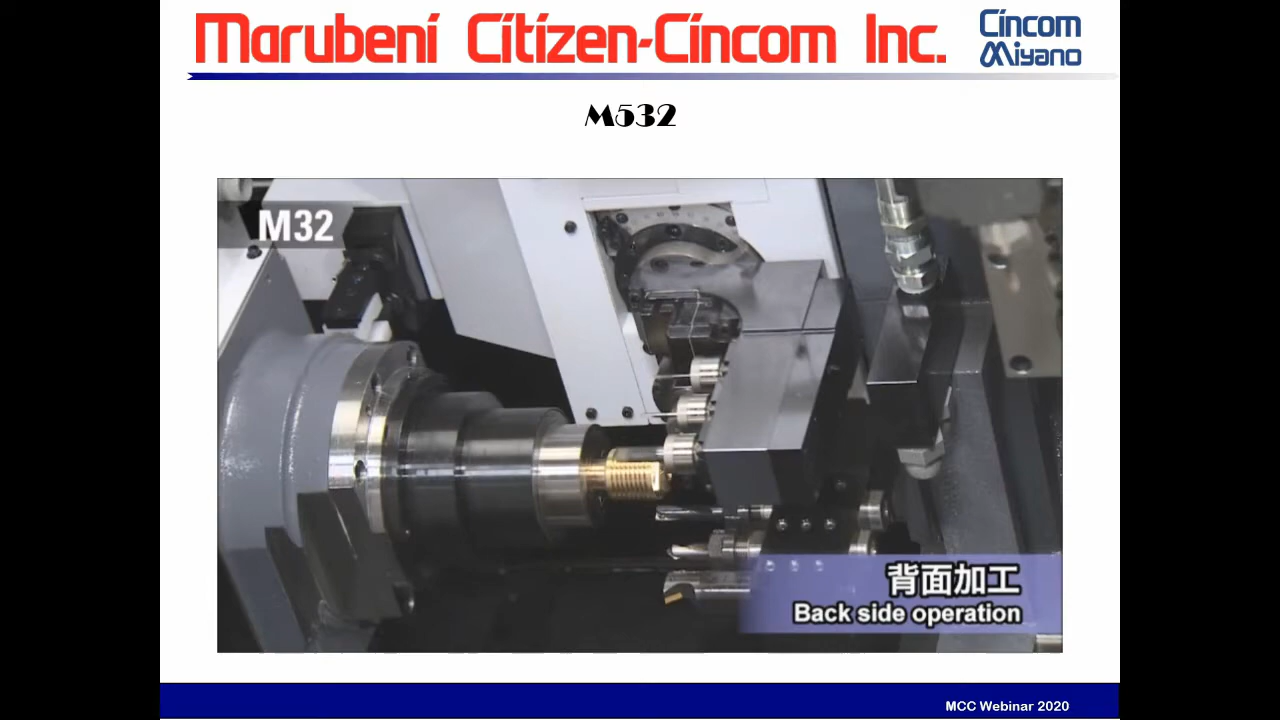 Marubeni Citizen-Cincom Inc.
Cincom
Miyano
M532
M32
背面加工
Back side operation
MCC Webinar 2020